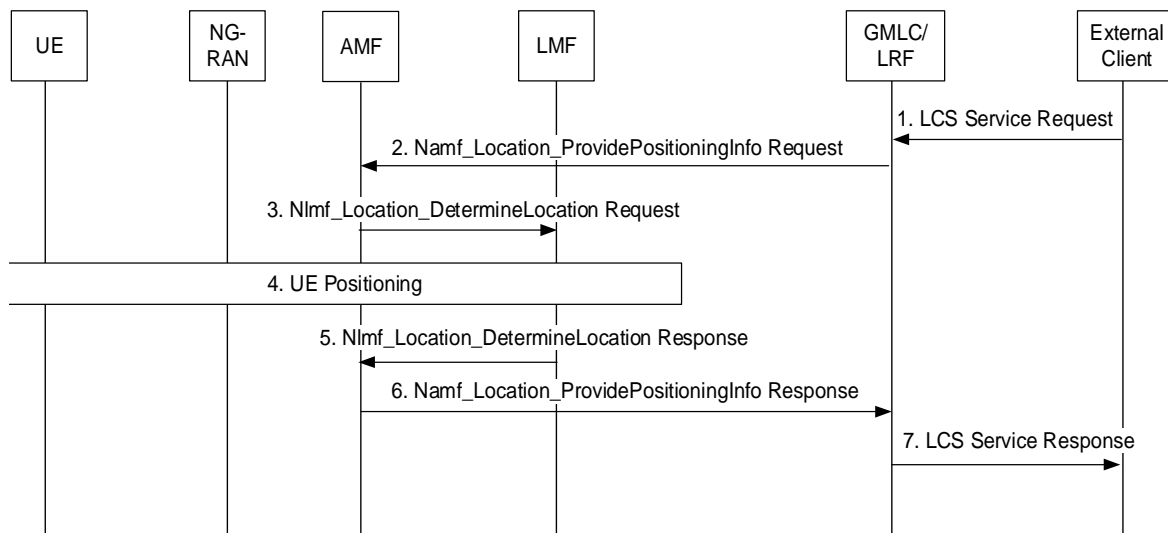 UE
NG-
RAN
AMF
LMF
GMLC/
LRF
External
Client
1. LCS Service Request
2. Namf_Location_ProvidePositioningInfo Request
3. Nlmf_Location_DetermineLocation Request
4. UE Positioning
5. Nlmf_Location_DetermineLocation Response
6. Namf_Location_ProvidePositioningInfo Response
7. LCS Service Response